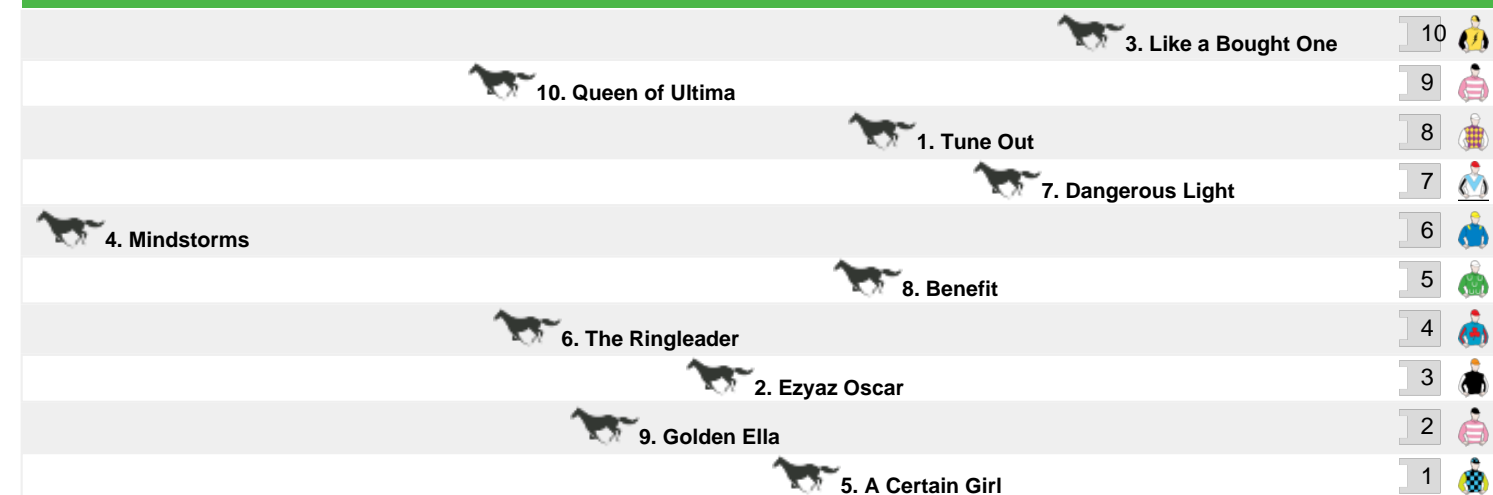 3. Like a Bought One 10
10. Queen of Ultima 9
1. Tune Out 8
7. Dangerous Light 7
4. Mindstorms 6
8. Benefit 5
6. The Ringleader 4
2. Ezyaz Oscar 3
9. Golden Ella 2
5. A Certain Girl 1